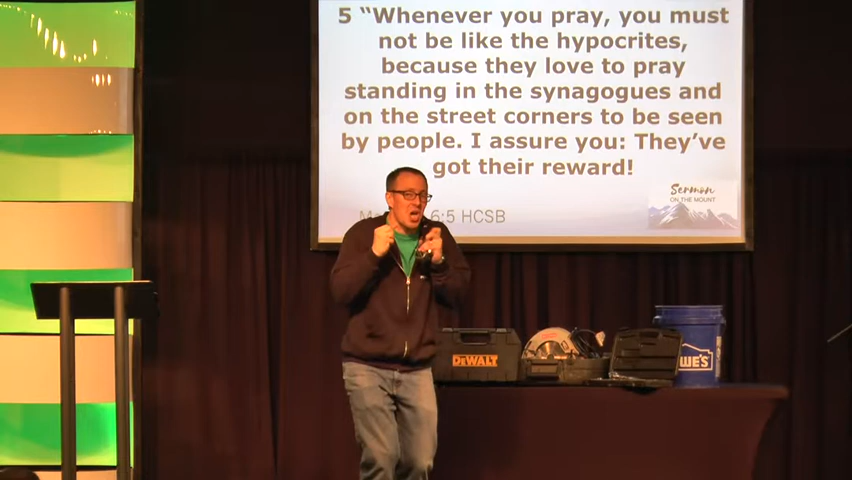 5 “Whenever you pray, you must
not be like the hypocrites,
because they love to pray
standing in the synagogues and
on the street corners to be seen
by people. I assure you: They’ve
got their reward!
Sermon
ON THE MOUNT
6:5 HCSB
DEWALT